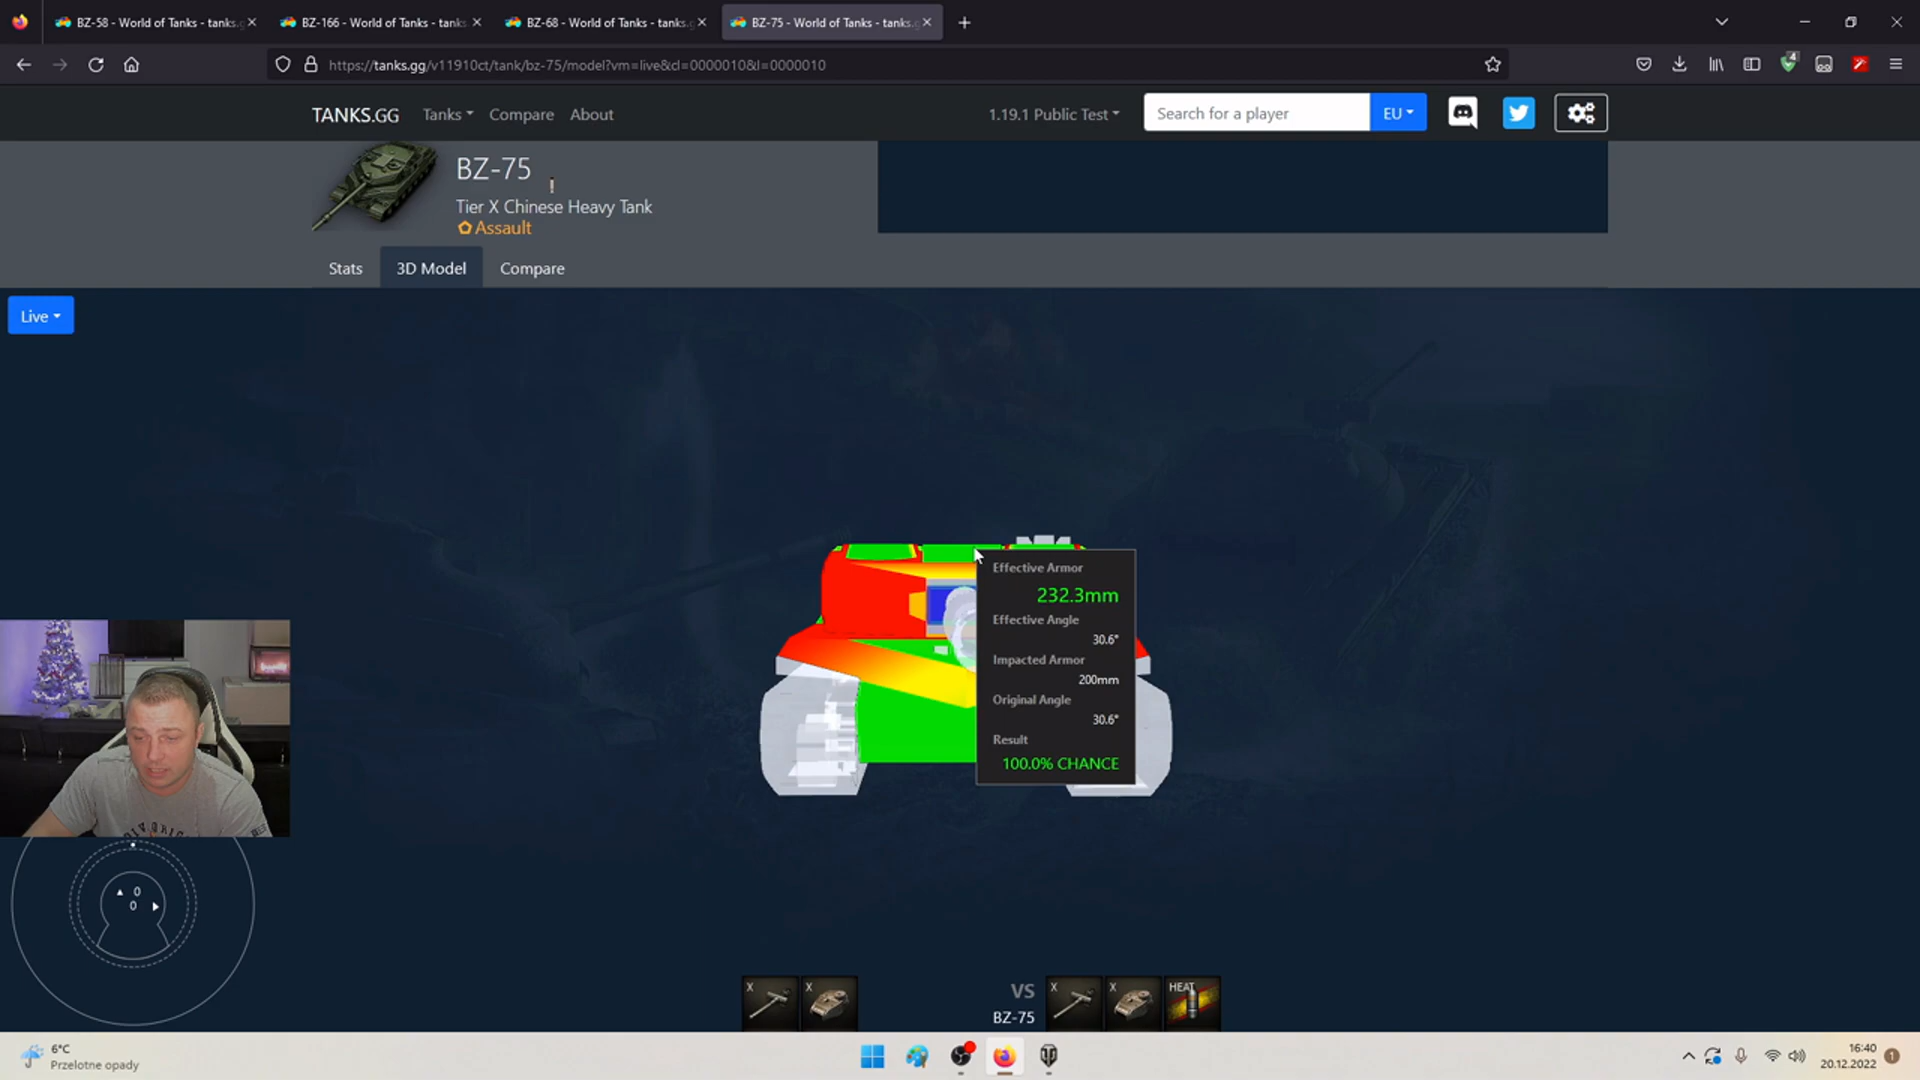 BZ-58 - World of Tanks - tanks.g
BZ-166 - World of Tanks - tanks
BZ-68 - World of Tanks - tanks.
BZ-75 - World of Tanks - tanks.g
https://tanks.gg/v11910ct/tank/bz-75/model?vm=live&cl=0000010&l=0000010
4
TANKS.GG
Tanks
Compare
About
1.19.1 Public Test
Search for a player
EU
BZ-75
Tier X Chinese Heavy Tank
Assault
Stats
3D Model
Compare
Live
Effective Armor
232.3mm
Effective Angle
30.6°
Impacted Armor
200mm
Original Angle
30.6°
Result
100.0% CHANCE
0
0
X
X
VS
BZ-75
X
X
HEAT
6°C
Przelotne opady
16:40
20.12.2022
1